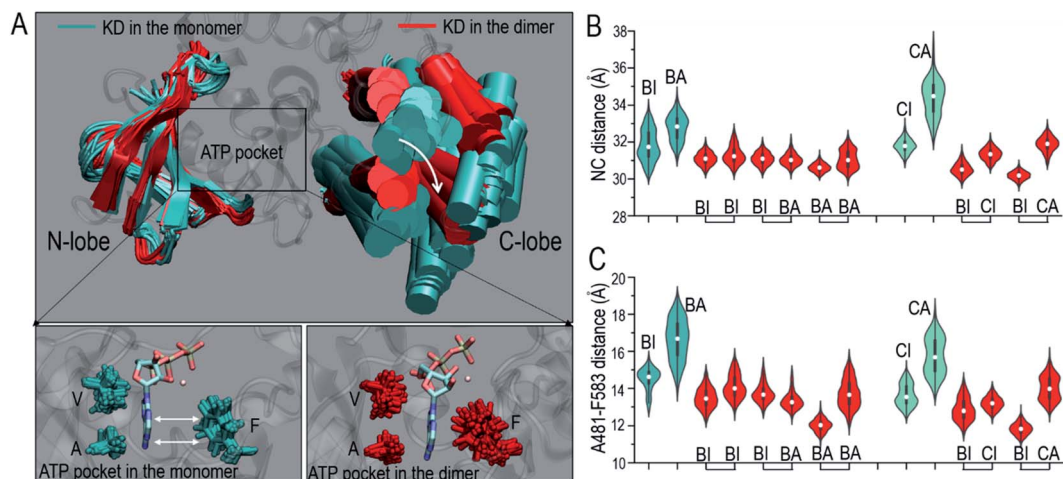 A
KD in the monomer
KD in the dimer
ATP pocket
N-lobe
C-lobe
V
A
F
ATP pocket in the monomer
V
A
F
ATP pocket in the dimer
B
NC distance (Å)
38
36
34
32
30
28
BI
BA
CI
CA
BI BI BI BA BA BA BI CI BI CA
C
A481-F583 distance (Å)
20
18
16
14
12
10
BI
BA
CI
CA
BI BI BI BA BA BA BI CI BI CA